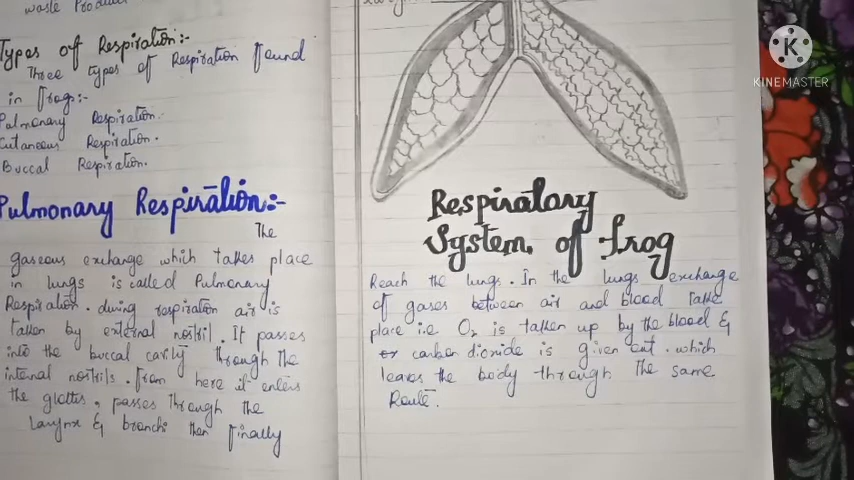 waste Product
Types of Respiration:-
Three types of Respiration found
in frog:-
Pulmonary Respiration.
Cutaneous Respiration.
Buccal Respiration.
Pulmonary Respiration:-
The
gaseous exchange which takes place
in lungs is called Pulmonary
Respiration. during respiration air is
taken by external nostril. It passes
into the buccal cavity through the
internal nostrils. From here it enters
the glottis, passes through the
Larynx & bronchi then finally
Respiratory
System of frog
Reach the lungs. In the lungs exchange
of gases between air and blood take
place i.e O₂ is taken up by the blood &
carbon dioxide is given out. which
leaves the body through the same
Route.
K
KINEMASTER